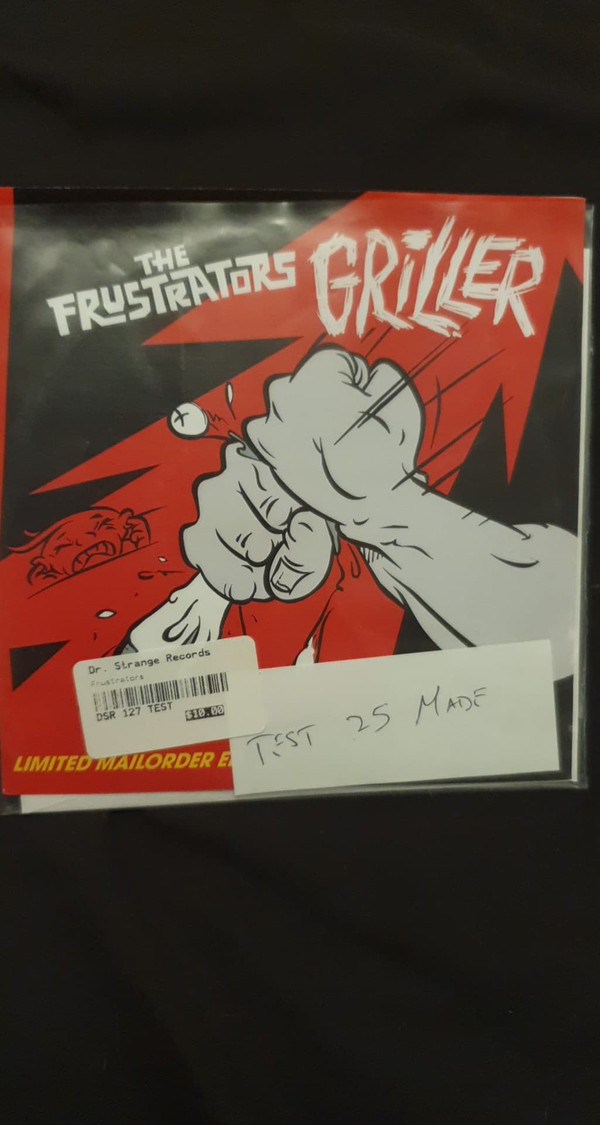 THE
FRUSTRATORS
GRILLER
Dr. Strange Records
Frustrators
DSR 127 TEST
$10.00
TEST 25 MADE
LIMITED MAILORDER